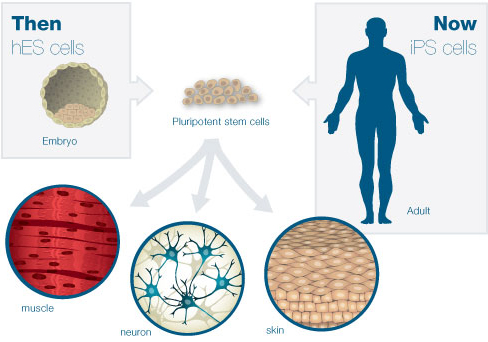 Then
hES cells
Embryo
Pluripotent stem cells
Now
iPS cells
Adult
muscle
neuron
skin